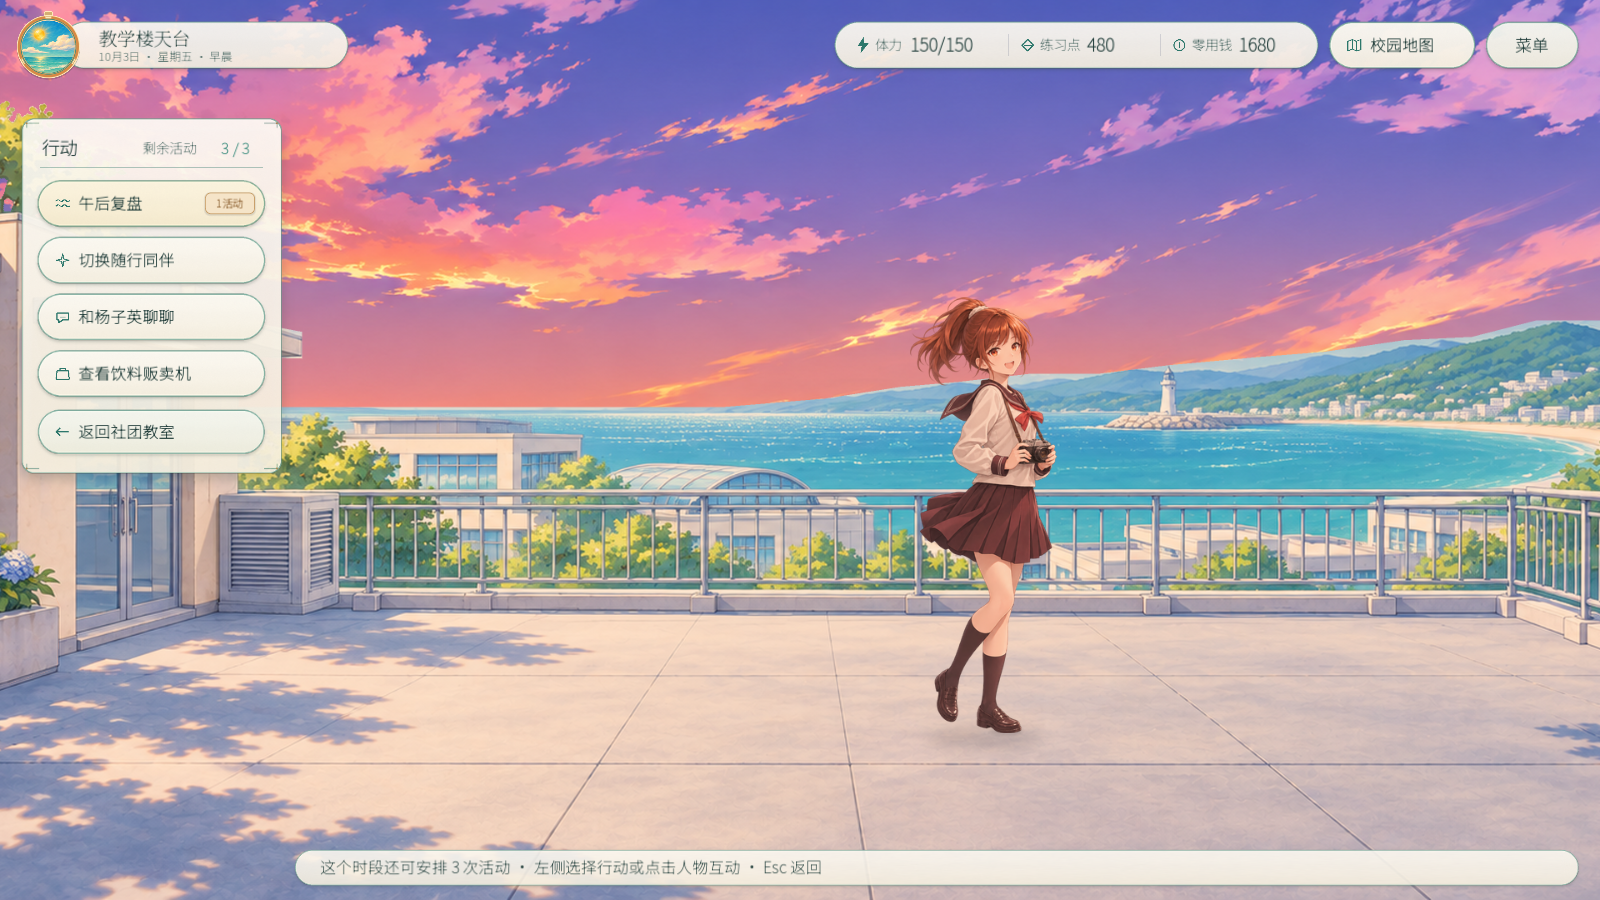 教学楼天台
10月3日 · 星期五 · 早晨
体力 150/150
练习点 480
零用钱 1680
校园地图
菜单
行动
剩余活动 3 / 3
午后复盘
1活动
切换随行同伴
和杨子英聊聊
查看饮料贩卖机
返回社团教室
这个时段还可安排 3 次活动 · 左侧选择行动或点击人物互动 · Esc 返回